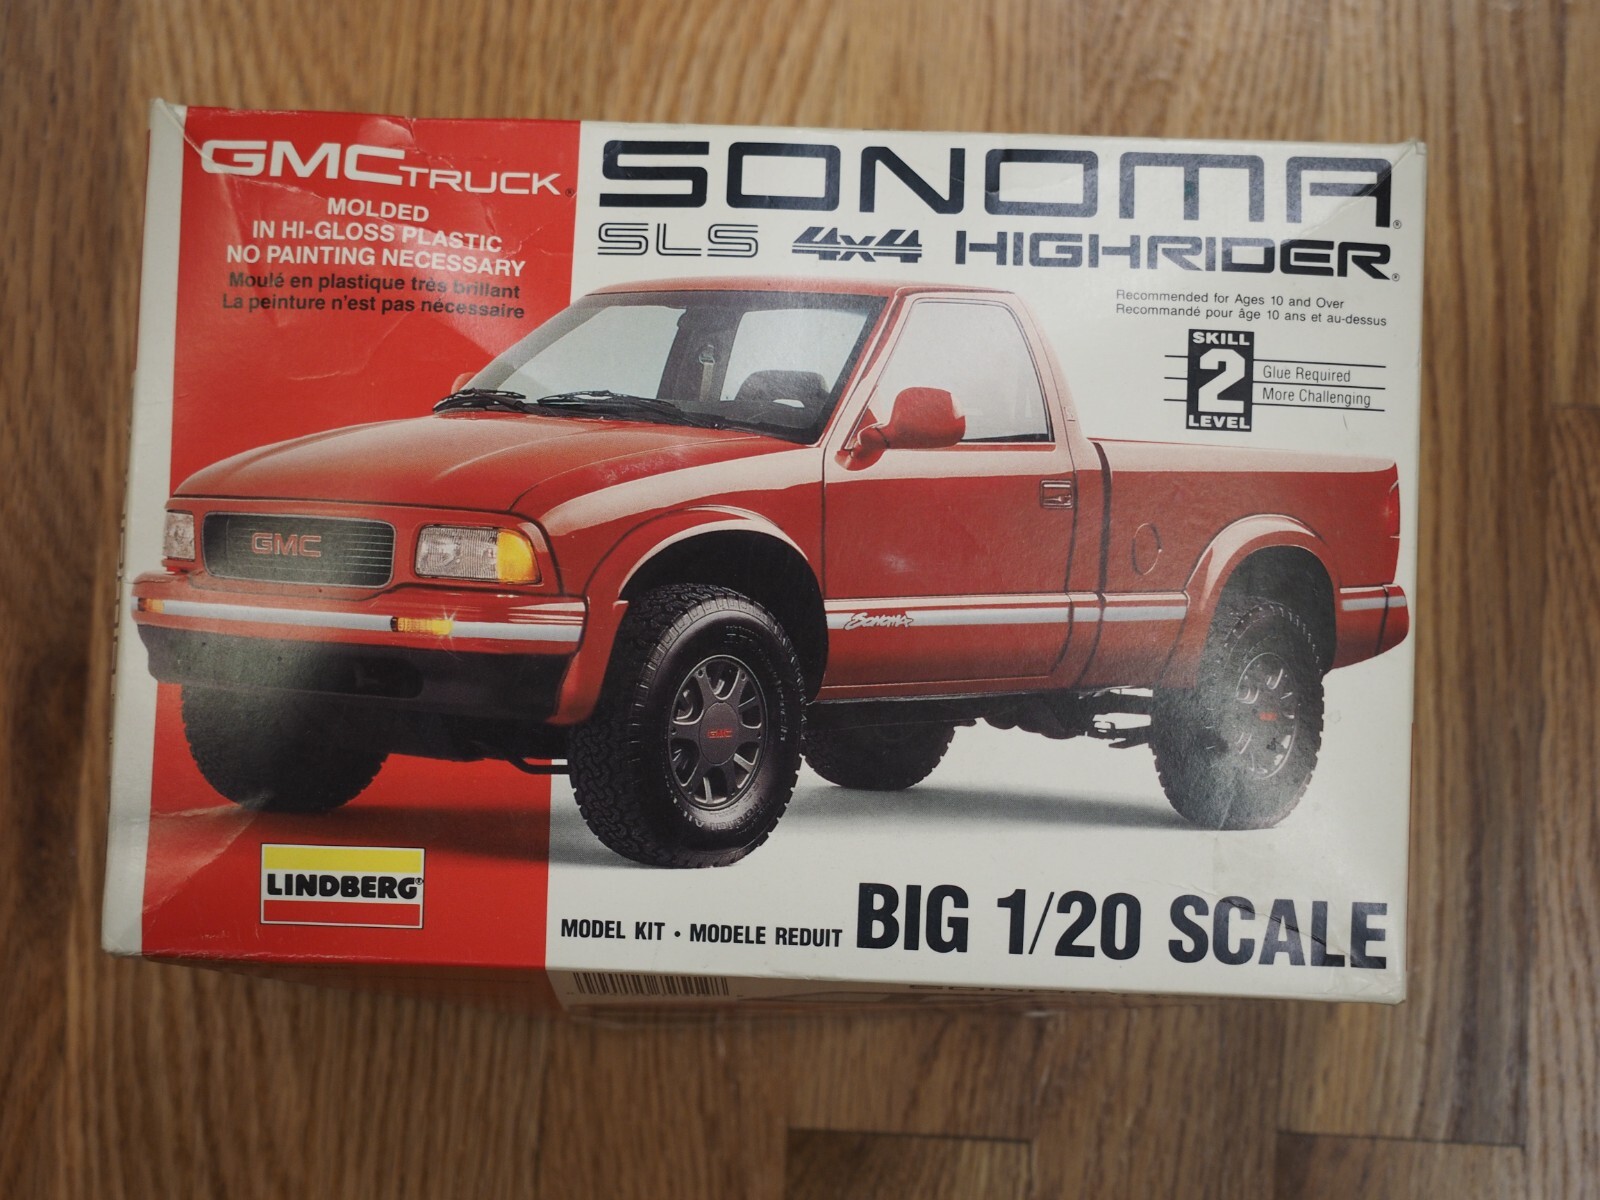 GMC TRUCK®
MOLDED
IN HI-GLOSS PLASTIC
NO PAINTING NECESSARY
Moulé en plastique très brillant
La peinture n'est pas nécessaire
SONOMA®
SLS 4x4 HIGHRIDER®
Recommended for Ages 10 and Over
Recommandé pour âge 10 ans et au-dessus
SKILL
2
LEVEL
Glue Required
More Challenging
GMC
Sonoma
GMC
LINDBERG®
MODEL KIT • MODELE REDUIT BIG 1/20 SCALE